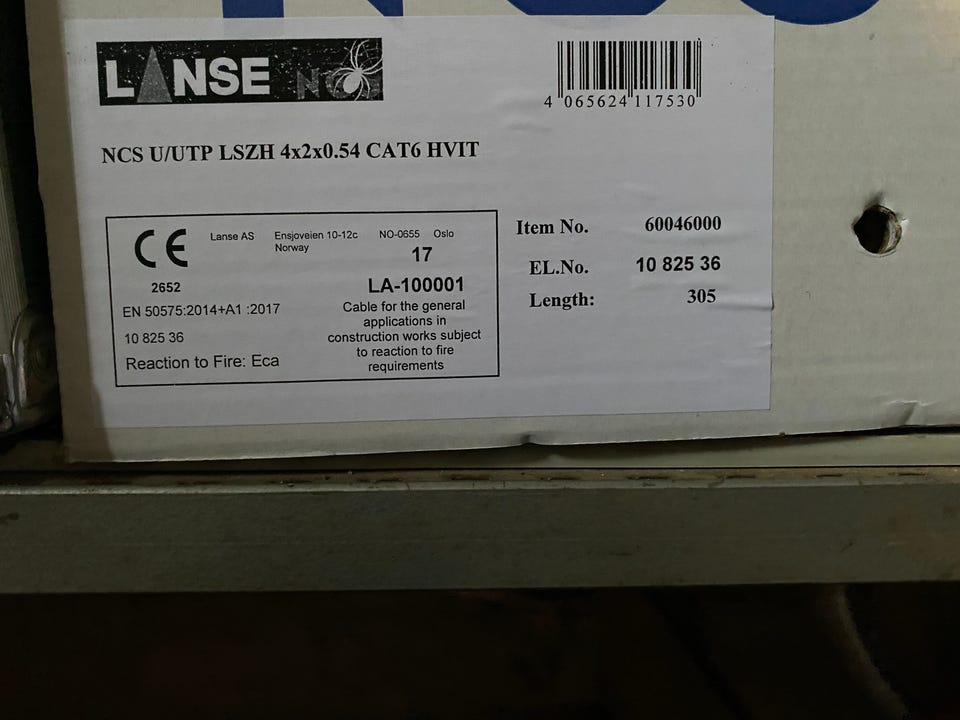 LANSE NCS
4 065624 117530
NCS U/UTP LSZH 4x2x0.54 CAT6 HVIT
CE
2652
Lanse AS Ensjoveien 10-12c NO-0655 Oslo
Norway
17
LA-100001
EN 50575:2014+A1 :2017
10 825 36
Reaction to Fire: Eca
Cable for the general
applications in
construction works subject
to reaction to fire
requirements
Item No. 60046000
EL.No. 10 825 36
Length: 305